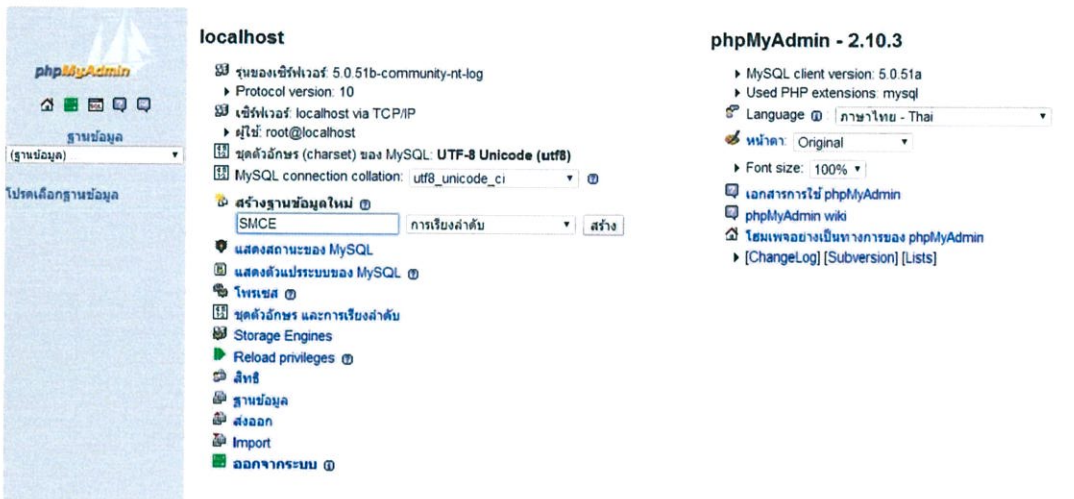 phpMyAdmin
ฐานข้อมูล
(ฐานข้อมูล)
โปรดเลือกฐานข้อมูล
localhost
รุ่นของเซิร์ฟเวอร์: 5.0.51b-community-nt-log
Protocol version: 10
เซิร์ฟเวอร์: localhost via TCP/IP
ผู้ใช้: root@localhost
ชุดตัวอักษร (charset) ของ MySQL: UTF-8 Unicode (utf8)
MySQL connection collation: utf8_unicode_ci
สร้างฐานข้อมูลใหม่
SMCE การเรียงลำดับ สร้าง
แสดงสถานะของ MySQL
แสดงตัวแปรระบบของ MySQL
โพรเซส
ชุดตัวอักษร และการเรียงลำดับ
Storage Engines
Reload privileges
สิทธิ
ฐานข้อมูล
ส่งออก
Import
ออกจากระบบ
phpMyAdmin - 2.10.3
MySQL client version: 5.0.51a
Used PHP extensions: mysql
Language : ภาษาไทย - Thai
หน้าตา: Original
Font size: 100%
เอกสารการใช้ phpMyAdmin
phpMyAdmin wiki
โฮมเพจอย่างเป็นทางการของ phpMyAdmin
[ChangeLog] [Subversion] [Lists]